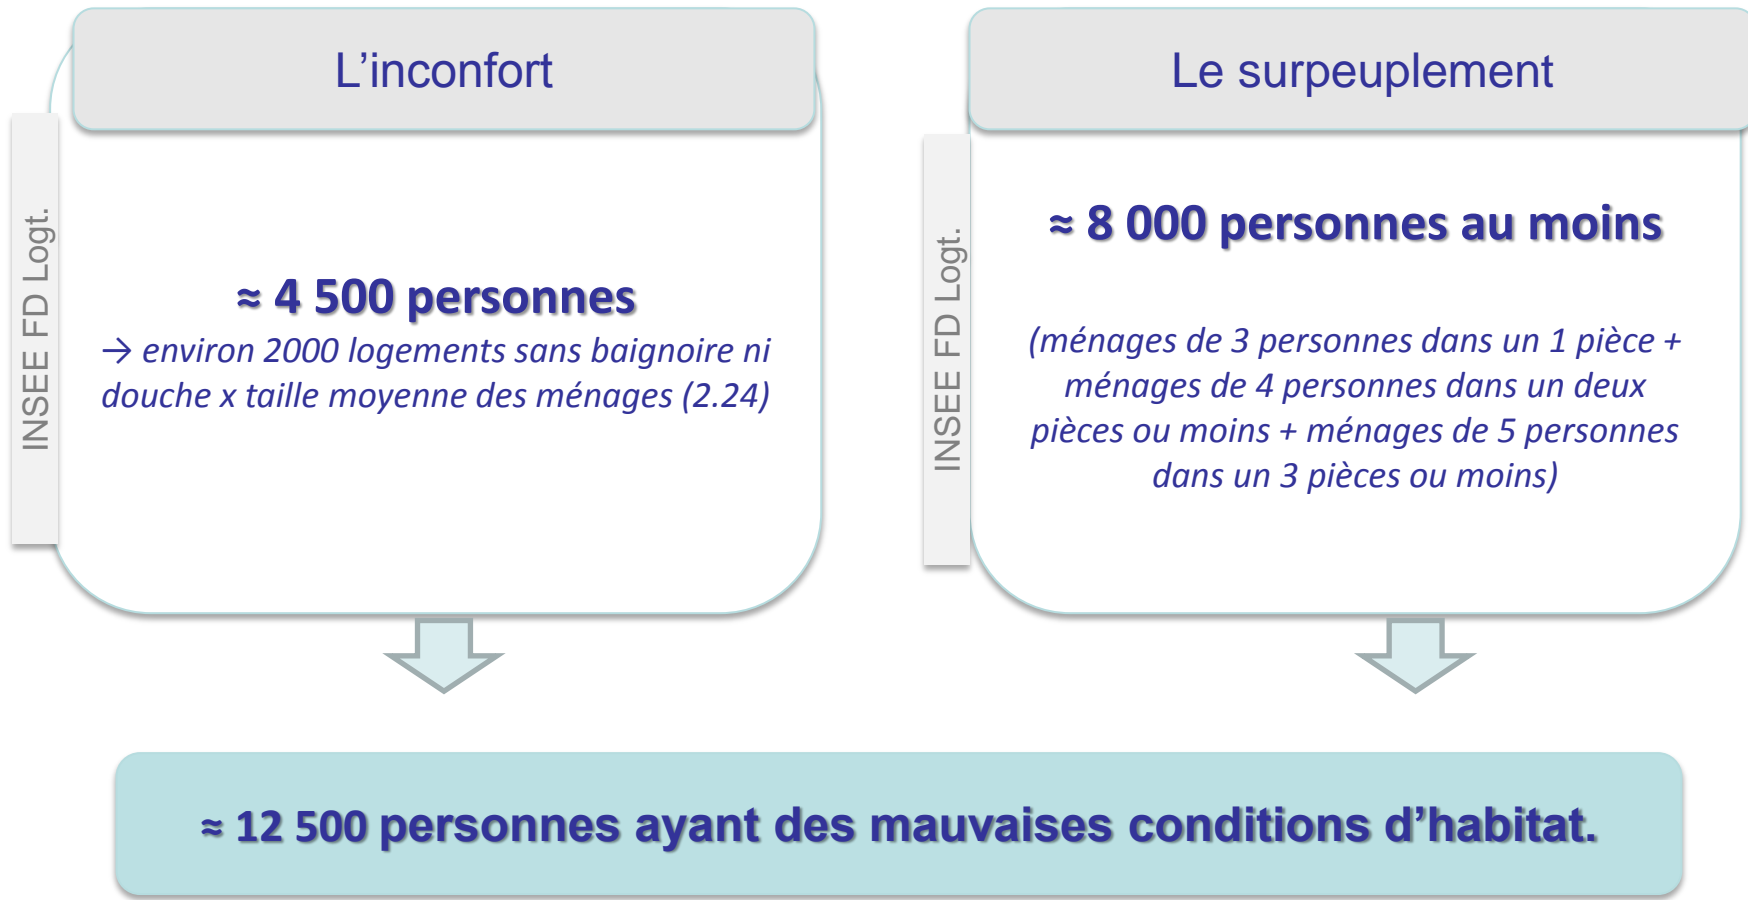 L’inconfort
INSEE FD Logt.
≈ 4 500 personnes
→ environ 2000 logements sans baignoire ni
douche x taille moyenne des ménages (2.24)
Le surpeuplement
INSEE FD Logt.
≈ 8 000 personnes au moins
(ménages de 3 personnes dans un 1 pièce +
ménages de 4 personnes dans un deux
pièces ou moins + ménages de 5 personnes
dans un 3 pièces ou moins)
≈ 12 500 personnes ayant des mauvaises conditions d’habitat.